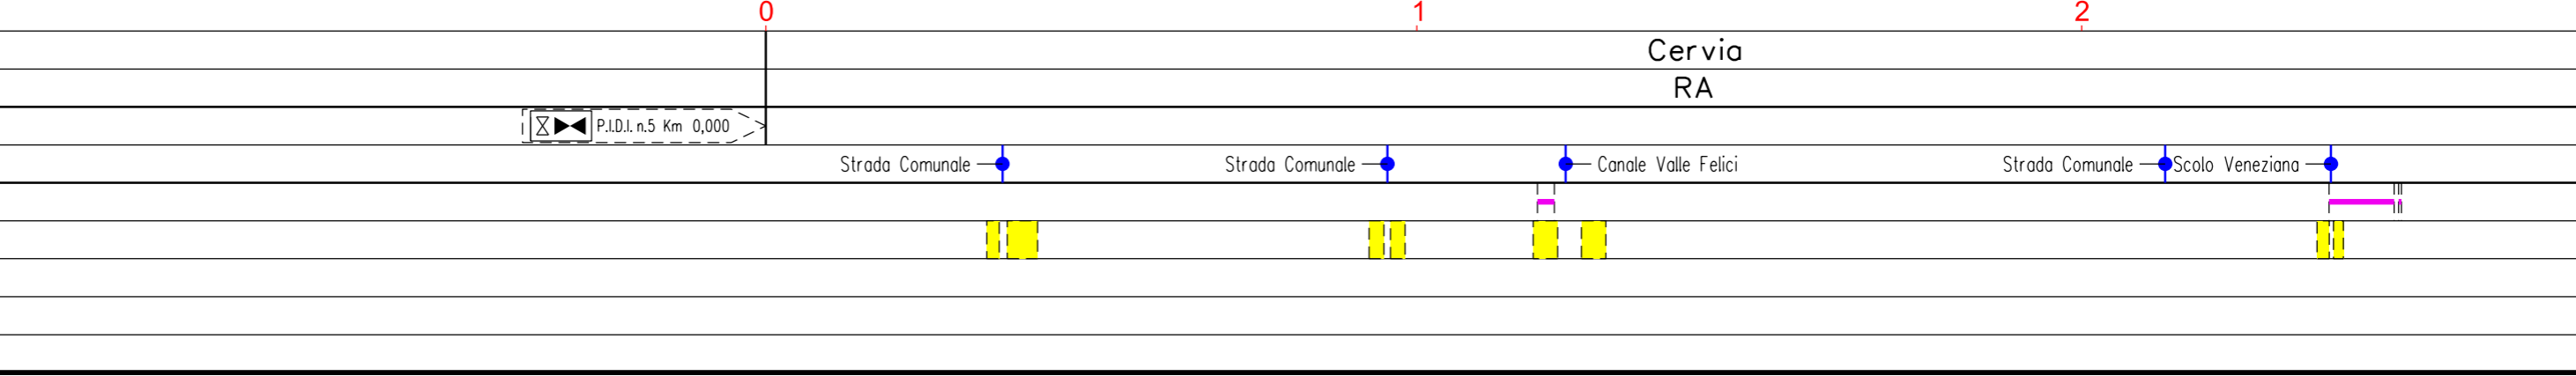 0 1 2
Cervia
RA
P.I.D.I. n.5 Km 0,000
Strada Comunale Strada Comunale Canale Valle Felici Strada Comunale Scolo Veneziana